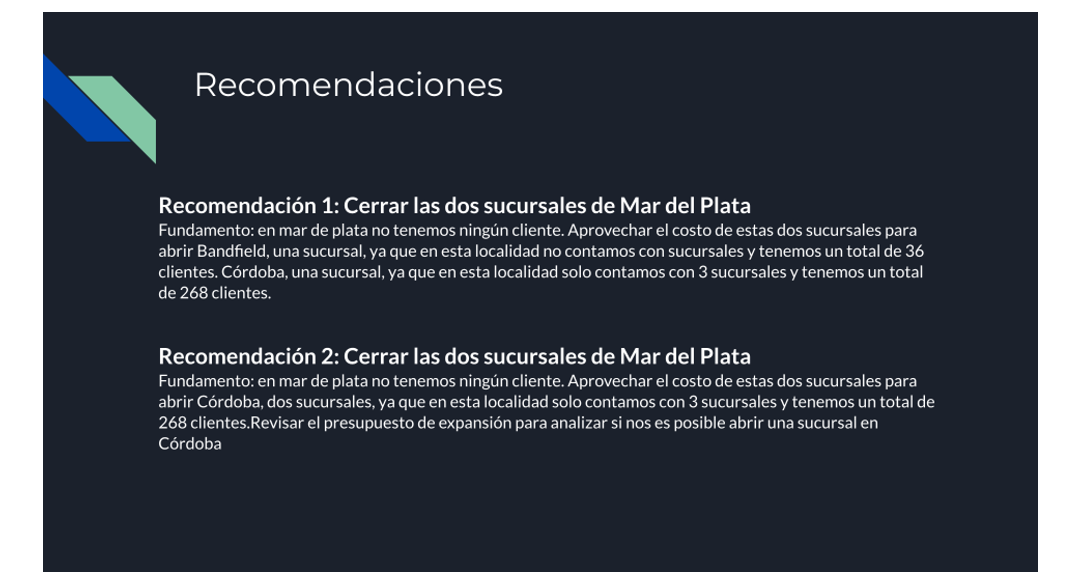 Recomendaciones
Recomendación 1: Cerrar las dos sucursales de Mar del Plata
Fundamento: en mar de plata no tenemos ningún cliente. Aprovechar el costo de estas dos sucursales para
abrir Bandfield, una sucursal, ya que en esta localidad no contamos con sucursales y tenemos un total de 36
clientes. Córdoba, una sucursal, ya que en esta localidad solo contamos con 3 sucursales y tenemos un total
de 268 clientes.
Recomendación 2: Cerrar las dos sucursales de Mar del Plata
Fundamento: en mar de plata no tenemos ningún cliente. Aprovechar el costo de estas dos sucursales para
abrir Córdoba, dos sucursales, ya que en esta localidad solo contamos con 3 sucursales y tenemos un total de
268 clientes.Revisar el presupuesto de expansión para analizar si nos es posible abrir una sucursal en
Córdoba